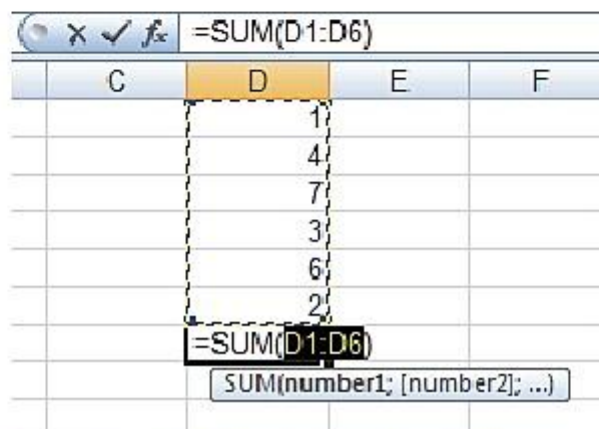 =SUM(D1:D6)
C D E F
1
4
7
3
6
2
=SUM(D1:D6)
SUM(number1; [number2]; ...)